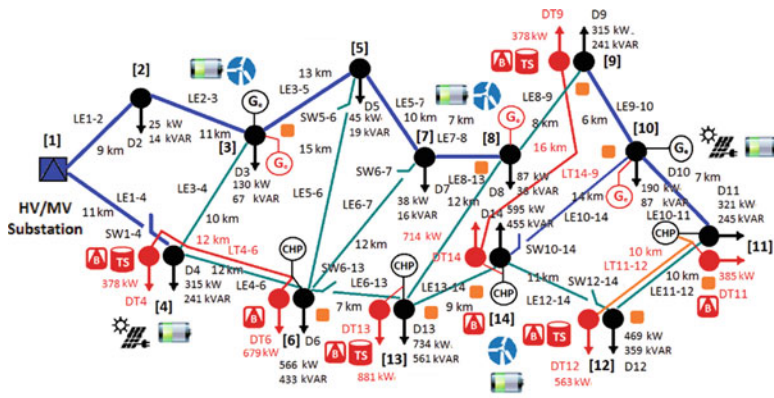 DT9
D9
378 kW
315 kW
241 kVAR
B
TS
[9]
[5]
13 km
LE3-5
[2]
LE2-3
LE1-2
11 km
9 km
25 kW
14 kVAR
D2
[1]
HV/MV
Substation
Ge
[3]
Ge
D3
130 kW
67 kVAR
SW5-6
D5
45 kW
19 kVAR
15 km
LE5-7
10 km
7 km
LE7-8
[7]
Ge
[8]
LE8-9
8 km
16 km
LE9-10
6 km
[10]
Ge
D10
7 km
Ge
190 kW
87 kVAR
D11
321 kW
245 kVAR
LE10-11
[11]
CHP
385 kW
DT11
B
LE1-4
11 km
SW1-4
LE3-4
10 km
12 km
LT4-6
LE5-6
SW6-7
LE6-7
12 km
D7
38 kW
16 kVAR
LE8-13
12 km
D8
87 kW
38 kVAR
LT14-9
14 km
LE10-14
D14
595 kW
455 kVAR
714 kW
DT14
B
CHP
[14]
SW10-14
11 km
LE12-14
SW12-14
10 km
LT11-12
10 km
LE11-12
B
TS
378 kW
DT4
[4]
D4
315 kW
241 kVAR
12 km
LE4-6
CHP
B
DT6
679 kW
[6]
D6
566 kW
433 kVAR
SW6-13
LE6-13
7 km
CHP
DT13
B
TS
881 kW
[13]
D13
734 kW
561 kVAR
LE13-14
9 km
B
TS
DT12
563 kW
[12]
469 kW
359 kVAR
D12